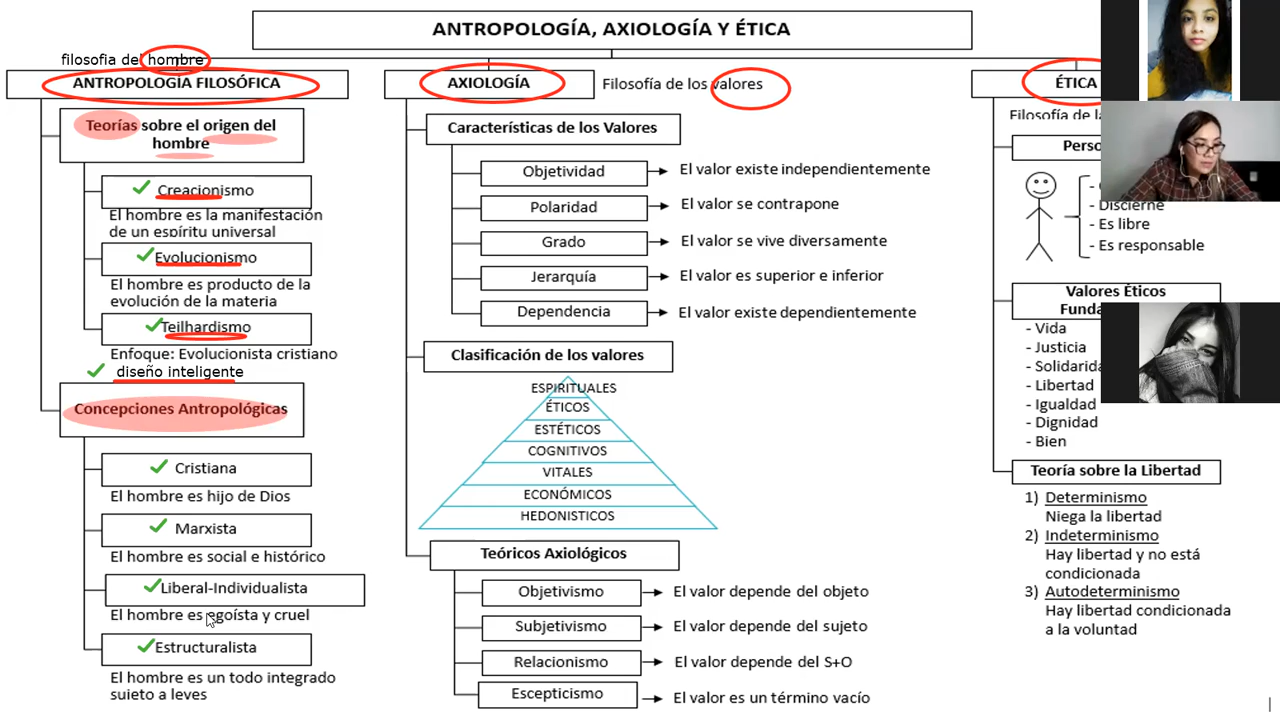 ANTROPOLOGÍA, AXIOLOGÍA Y ÉTICA
filosofia del hombre
ANTROPOLOGÍA FILOSÓFICA
Teorías sobre el origen del
hombre
Creacionismo
El hombre es la manifestación
de un espíritu universal
Evolucionismo
El hombre es producto de la
evolución de la materia
Teilhardismo
Enfoque: Evolucionista cristiano
diseño inteligente
Concepciones Antropológicas
Cristiana
El hombre es hijo de Dios
Marxista
El hombre es social e histórico
Liberal-Individualista
El hombre es egoísta y cruel
Estructuralista
El hombre es un todo integrado
sujeto a leyes
AXIOLOGÍA
Filosofía de los valores
Características de los Valores
Objetividad
El valor existe independientemente
Polaridad
El valor se contrapone
Grado
El valor se vive diversamente
Jerarquía
El valor es superior e inferior
Dependencia
El valor existe dependientemente
Clasificación de los valores
ESPIRITUALES
ÉTICOS
ESTÉTICOS
COGNITIVOS
VITALES
ECONÓMICOS
HEDONISTICOS
Teóricos Axiológicos
Objetivismo
El valor depende del objeto
Subjetivismo
El valor depende del sujeto
Relacionismo
El valor depende del S+O
Escepticismo
El valor es un término vacío
ÉTICA
Filosofía de
- Discierne
- Es libre
- Es responsable
Valores Éticos
- Vida
- Justicia
- Libertad
- Igualdad
- Dignidad
- Bien
Teoría sobre la Libertad
1) Determinismo
Niega la libertad
2) Indeterminismo
Hay libertad y no está
condicionada
3) Autodeterminismo
Hay libertad condicionada
a la voluntad